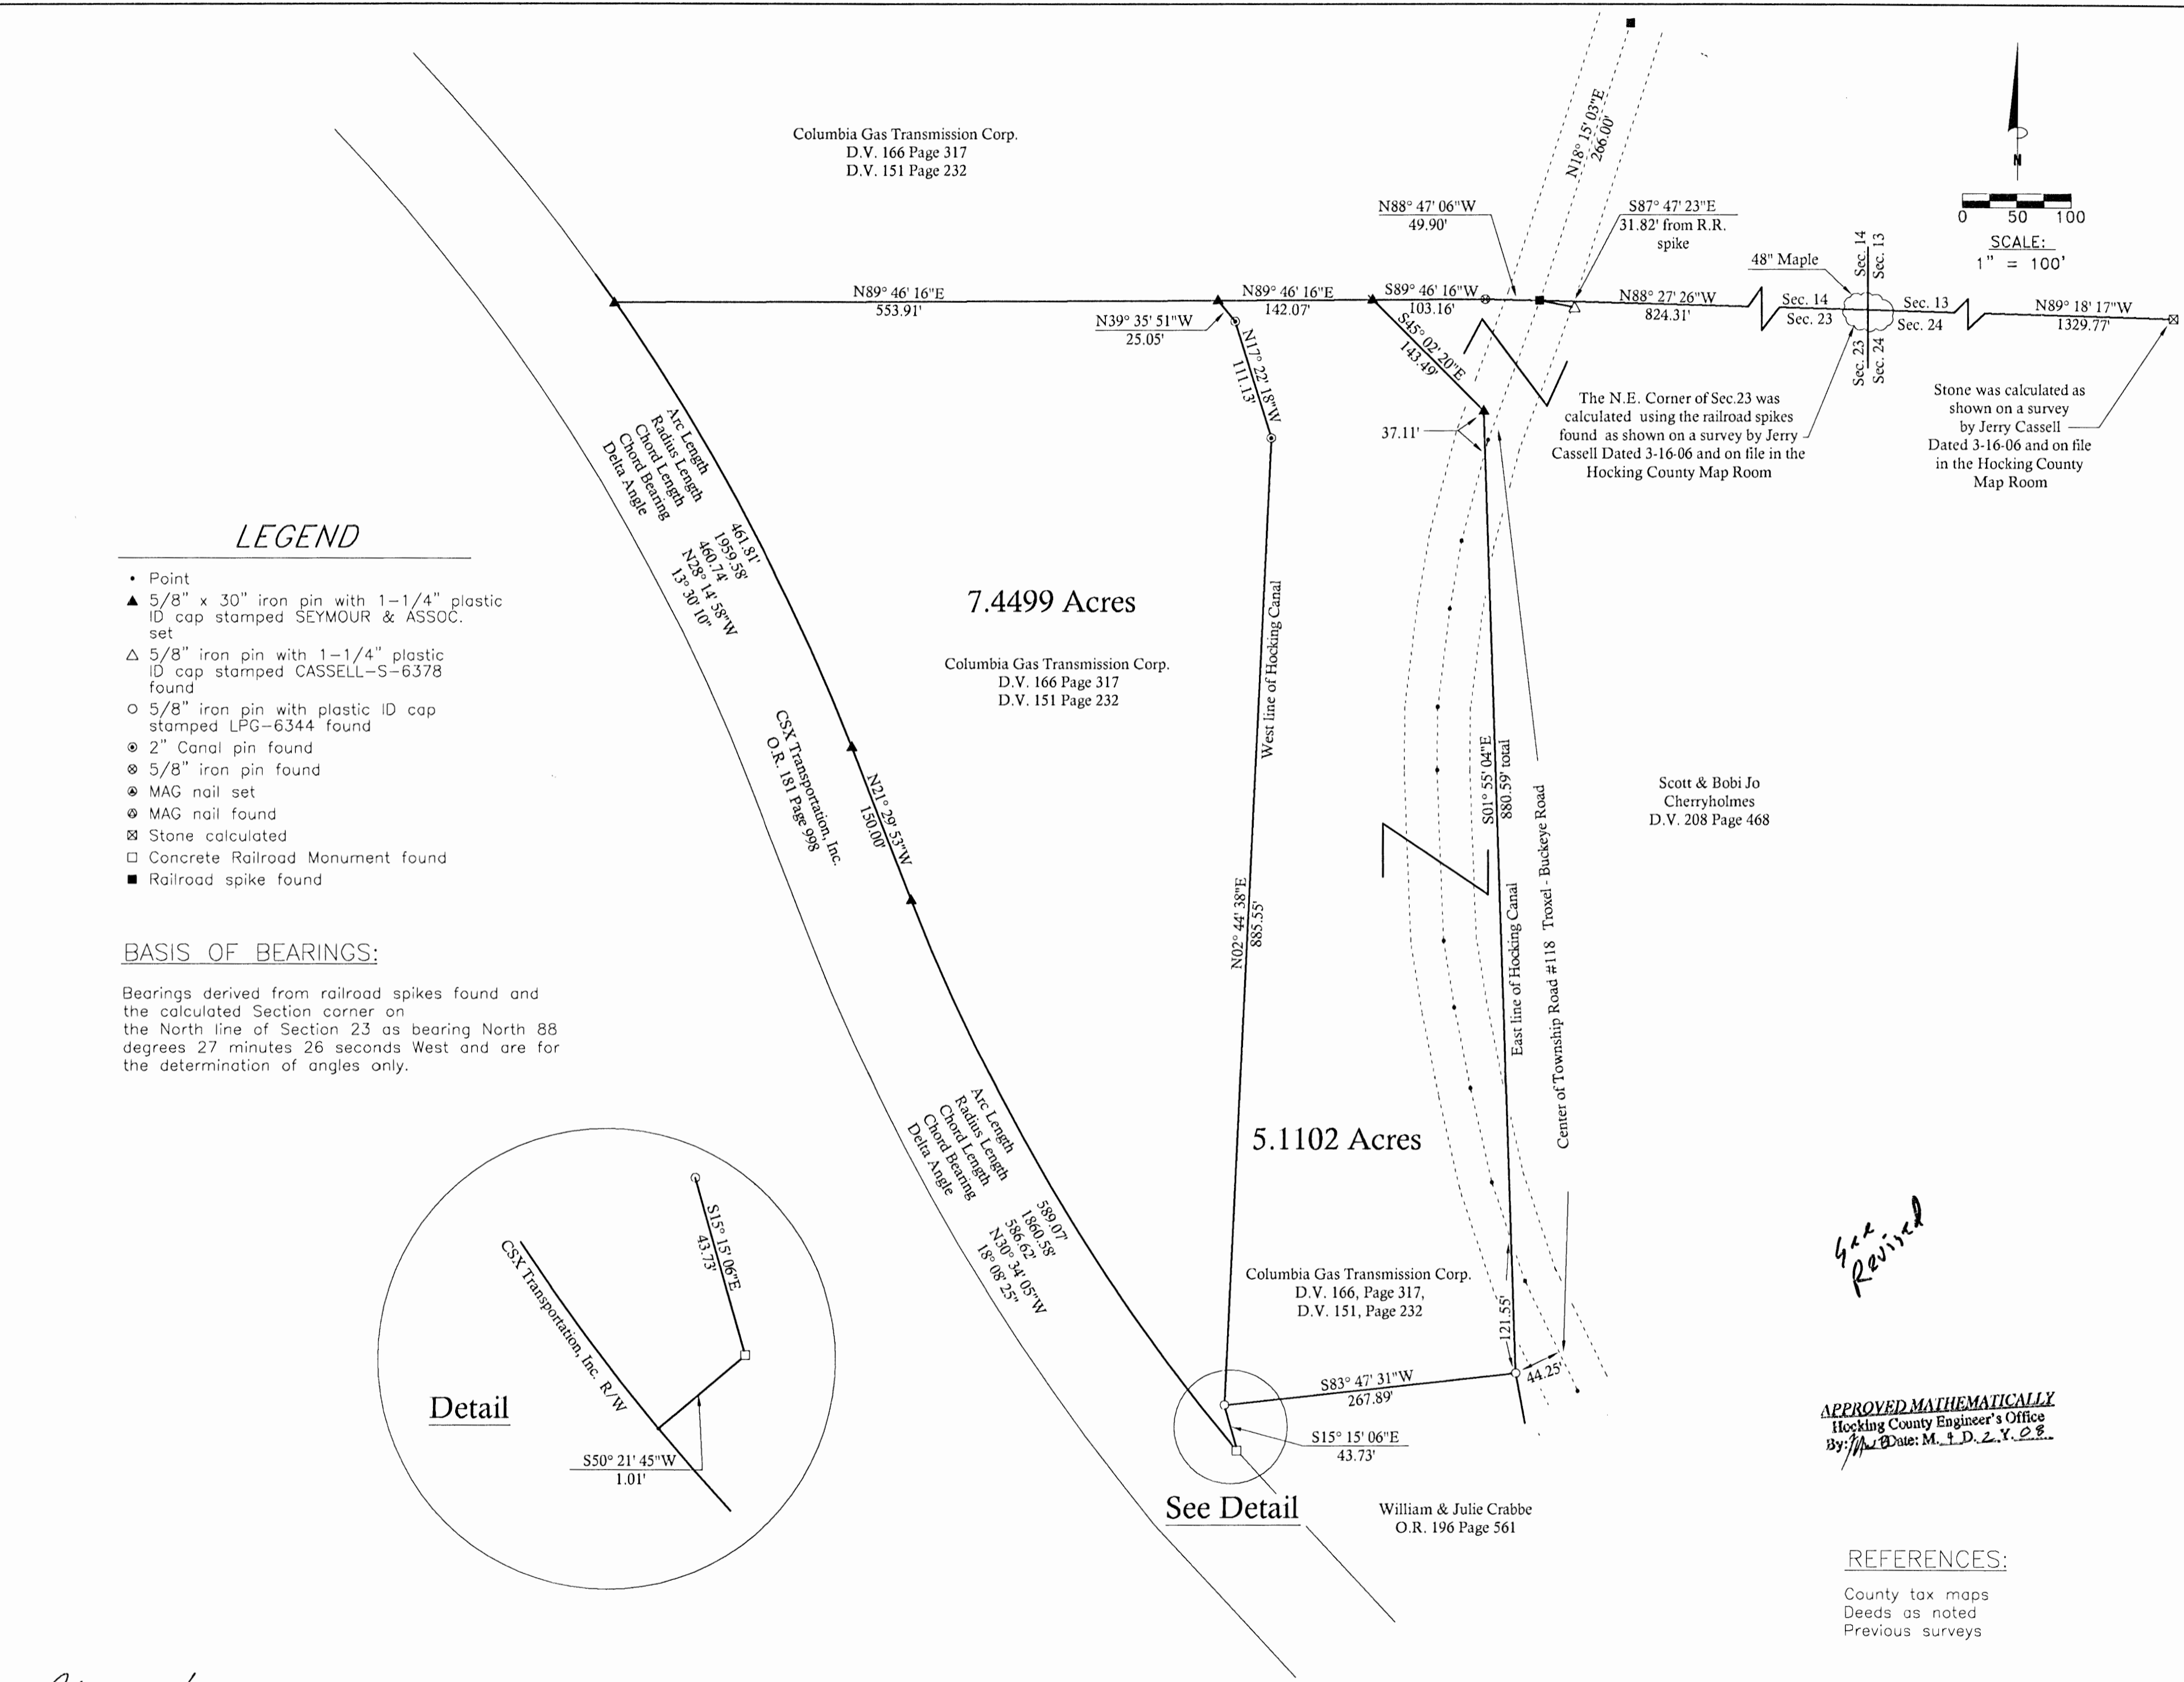 Columbia Gas Transmission Corp.
D.V. 166 Page 317
D.V. 151 Page 232
N18° 15' 03"E
266.00'
N
0 50 100
SCALE:
1" = 100'
N88° 47' 06"W
49.90'
S87° 47' 23"E
31.82' from R.R.
spike
48" Maple
Sec. 14
Sec. 13
Sec. 14
Sec. 23
Sec. 13
Sec. 24
Sec. 23
Sec. 24
N89° 46' 16"E
553.91'
N89° 46' 16"E
142.07'
S89° 46' 16"W
103.16'
N88° 27' 26"W
824.31'
N89° 18' 17"W
1329.77'
N39° 35' 51"W
25.05'
N17° 22' 18"W
111.13'
S45° 02' 20"E
143.49'
37.11'
The N.E. Corner of Sec.23 was
calculated using the railroad spikes
found as shown on a survey by Jerry
Cassell Dated 3-16-06 and on file in the
Hocking County Map Room
Stone was calculated as
shown on a survey
by Jerry Cassell
Dated 3-16-06 and on file
in the Hocking County
Map Room
Arc Length 461.81'
Radius Length 1959.58'
Chord Length 460.74'
Chord Bearing N28° 14' 58"W
Delta Angle 13° 30' 10"
LEGEND
• Point
▲ 5/8" x 30" iron pin with 1-1/4" plastic
ID cap stamped SEYMOUR & ASSOC.
set
△ 5/8" iron pin with 1-1/4" plastic
ID cap stamped CASSELL-S-6378
found
○ 5/8" iron pin with plastic ID cap
stamped LPG-6344 found
2" Canal pin found
5/8" iron pin found
MAG nail set
MAG nail found
Stone calculated
□ Concrete Railroad Monument found
■ Railroad spike found
7.4499 Acres
Columbia Gas Transmission Corp.
D.V. 166 Page 317
D.V. 151 Page 232
West line of Hocking Canal
N02° 44' 38"E
885.55'
CSX Transportation, Inc.
O.R. 181 Page 998
N21° 29' 53"W
150.00'
S01° 55' 04"E
880.59' total
East line of Hocking Canal
Center of Township Road #118 Troxel - Buckeye Road
Scott & Bobi Jo
Cherryholmes
D.V. 208 Page 468
BASIS OF BEARINGS:
Bearings derived from railroad spikes found and
the calculated Section corner on
the North line of Section 23 as bearing North 88
degrees 27 minutes 26 seconds West and are for
the determination of angles only.
Arc Length 589.07'
Radius Length 1860.58'
Chord Length 586.62'
Chord Bearing N30° 34' 05"W
Delta Angle 18° 08' 25"
5.1102 Acres
Columbia Gas Transmission Corp.
D.V. 166, Page 317,
D.V. 151, Page 232
121.55'
44.25'
S83° 47' 31"W
267.89'
S15° 15' 06"E
43.73'
See Detail
William & Julie Crabbe
O.R. 196 Page 561
S15° 15' 06"E
43.73'
CSX Transportation, Inc. R/W
Detail
S50° 21' 45"W
1.01'
See
Revised
APPROVED MATHEMATICALLY
Hocking County Engineer's Office
By: Date: M. 4 D. 2 Y. 08
REFERENCES:
County tax maps
Deeds as noted
Previous surveys